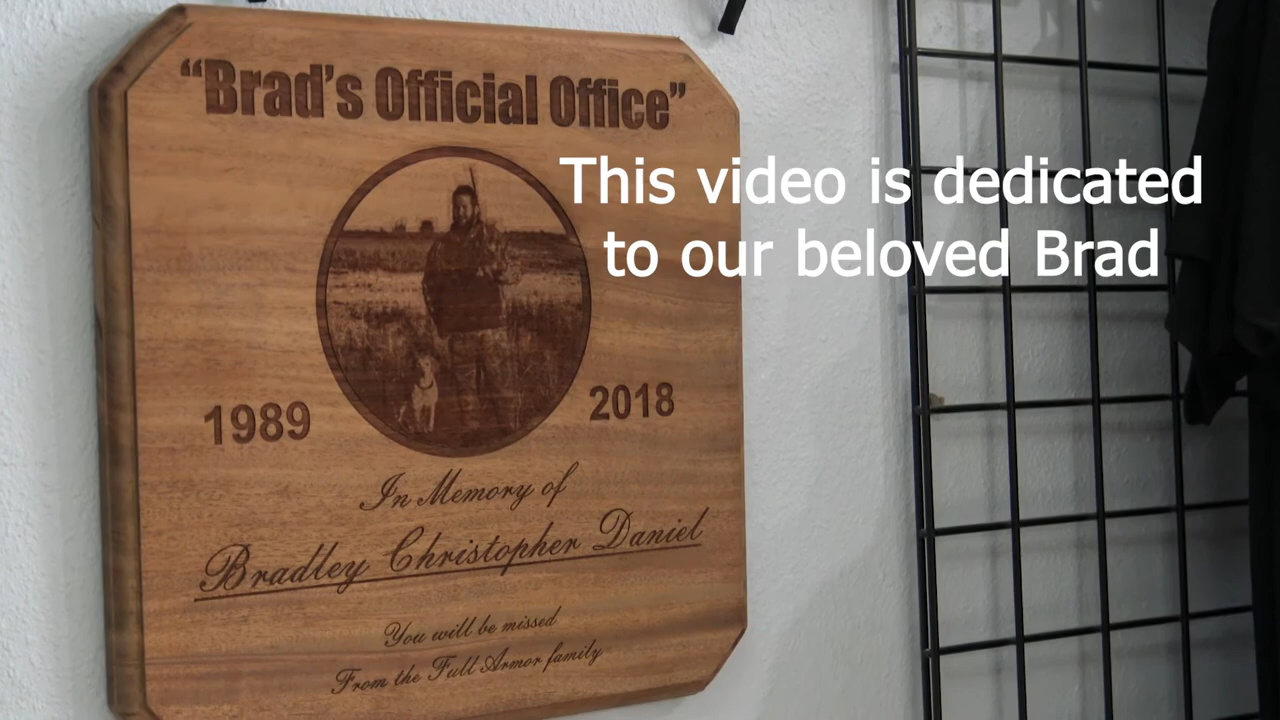 “Brad’s Official Office”
This video is dedicated
to our beloved Brad
1989
2018
In Memory of
Bradley Christopher Daniel
You will be missed
From the Full Armor family